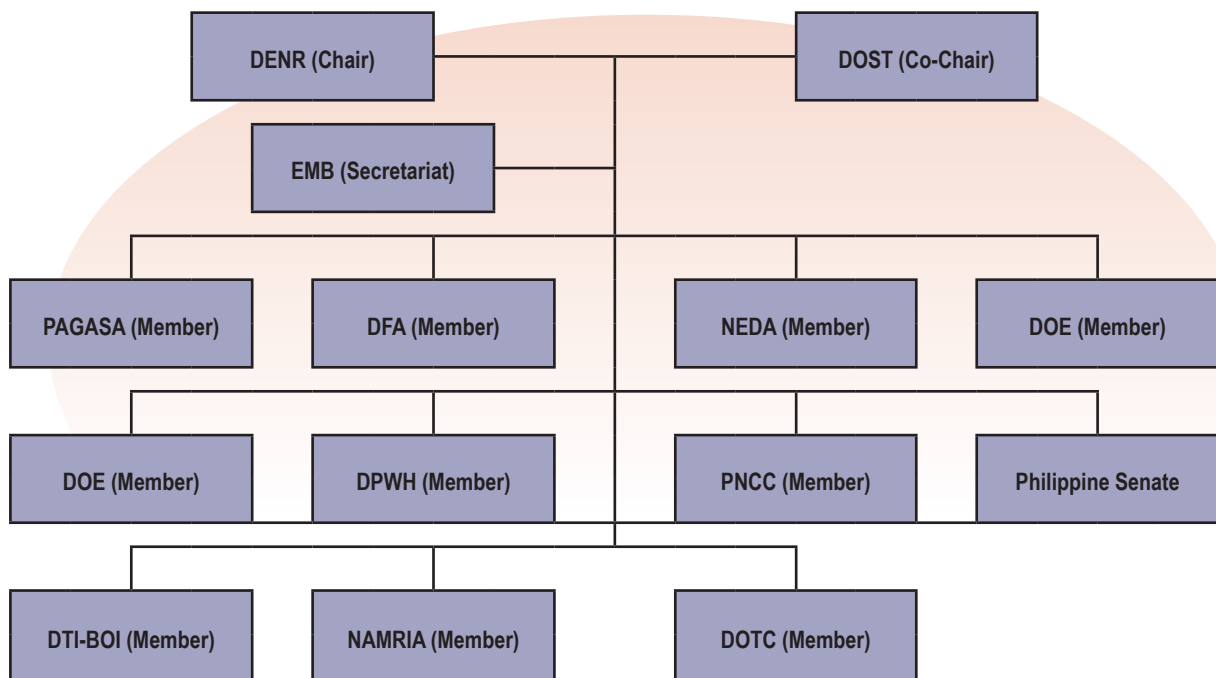 DENR (Chair)
DOST (Co-Chair)
EMB (Secretariat)
PAGASA (Member)
DFA (Member)
NEDA (Member)
DOE (Member)
DOE (Member)
DPWH (Member)
PNCC (Member)
Philippine Senate
DTI-BOI (Member)
NAMRIA (Member)
DOTC (Member)